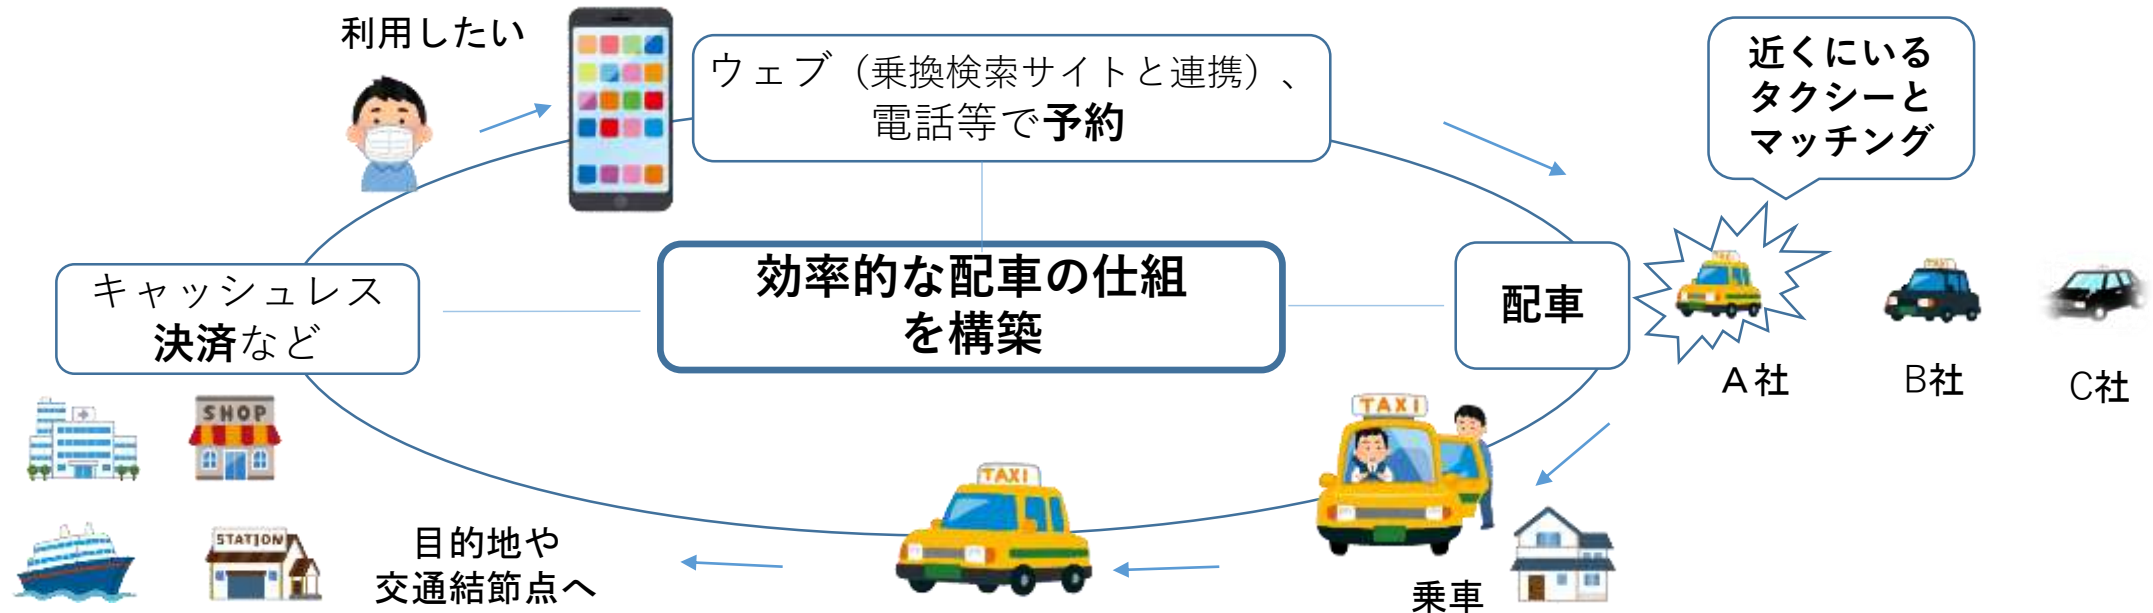 利用したい
ウェブ（乗換検索サイトと連携）、
電話等で予約
近くにいる
タクシーと
マッチング
キャッシュレス
決済など
効率的な配車の仕組
を構築
配車
TAXI
TAXI
Ａ社
B社
C社
SHOP
TAXI
TAXI
STATION
目的地や
交通結節点へ
乗車